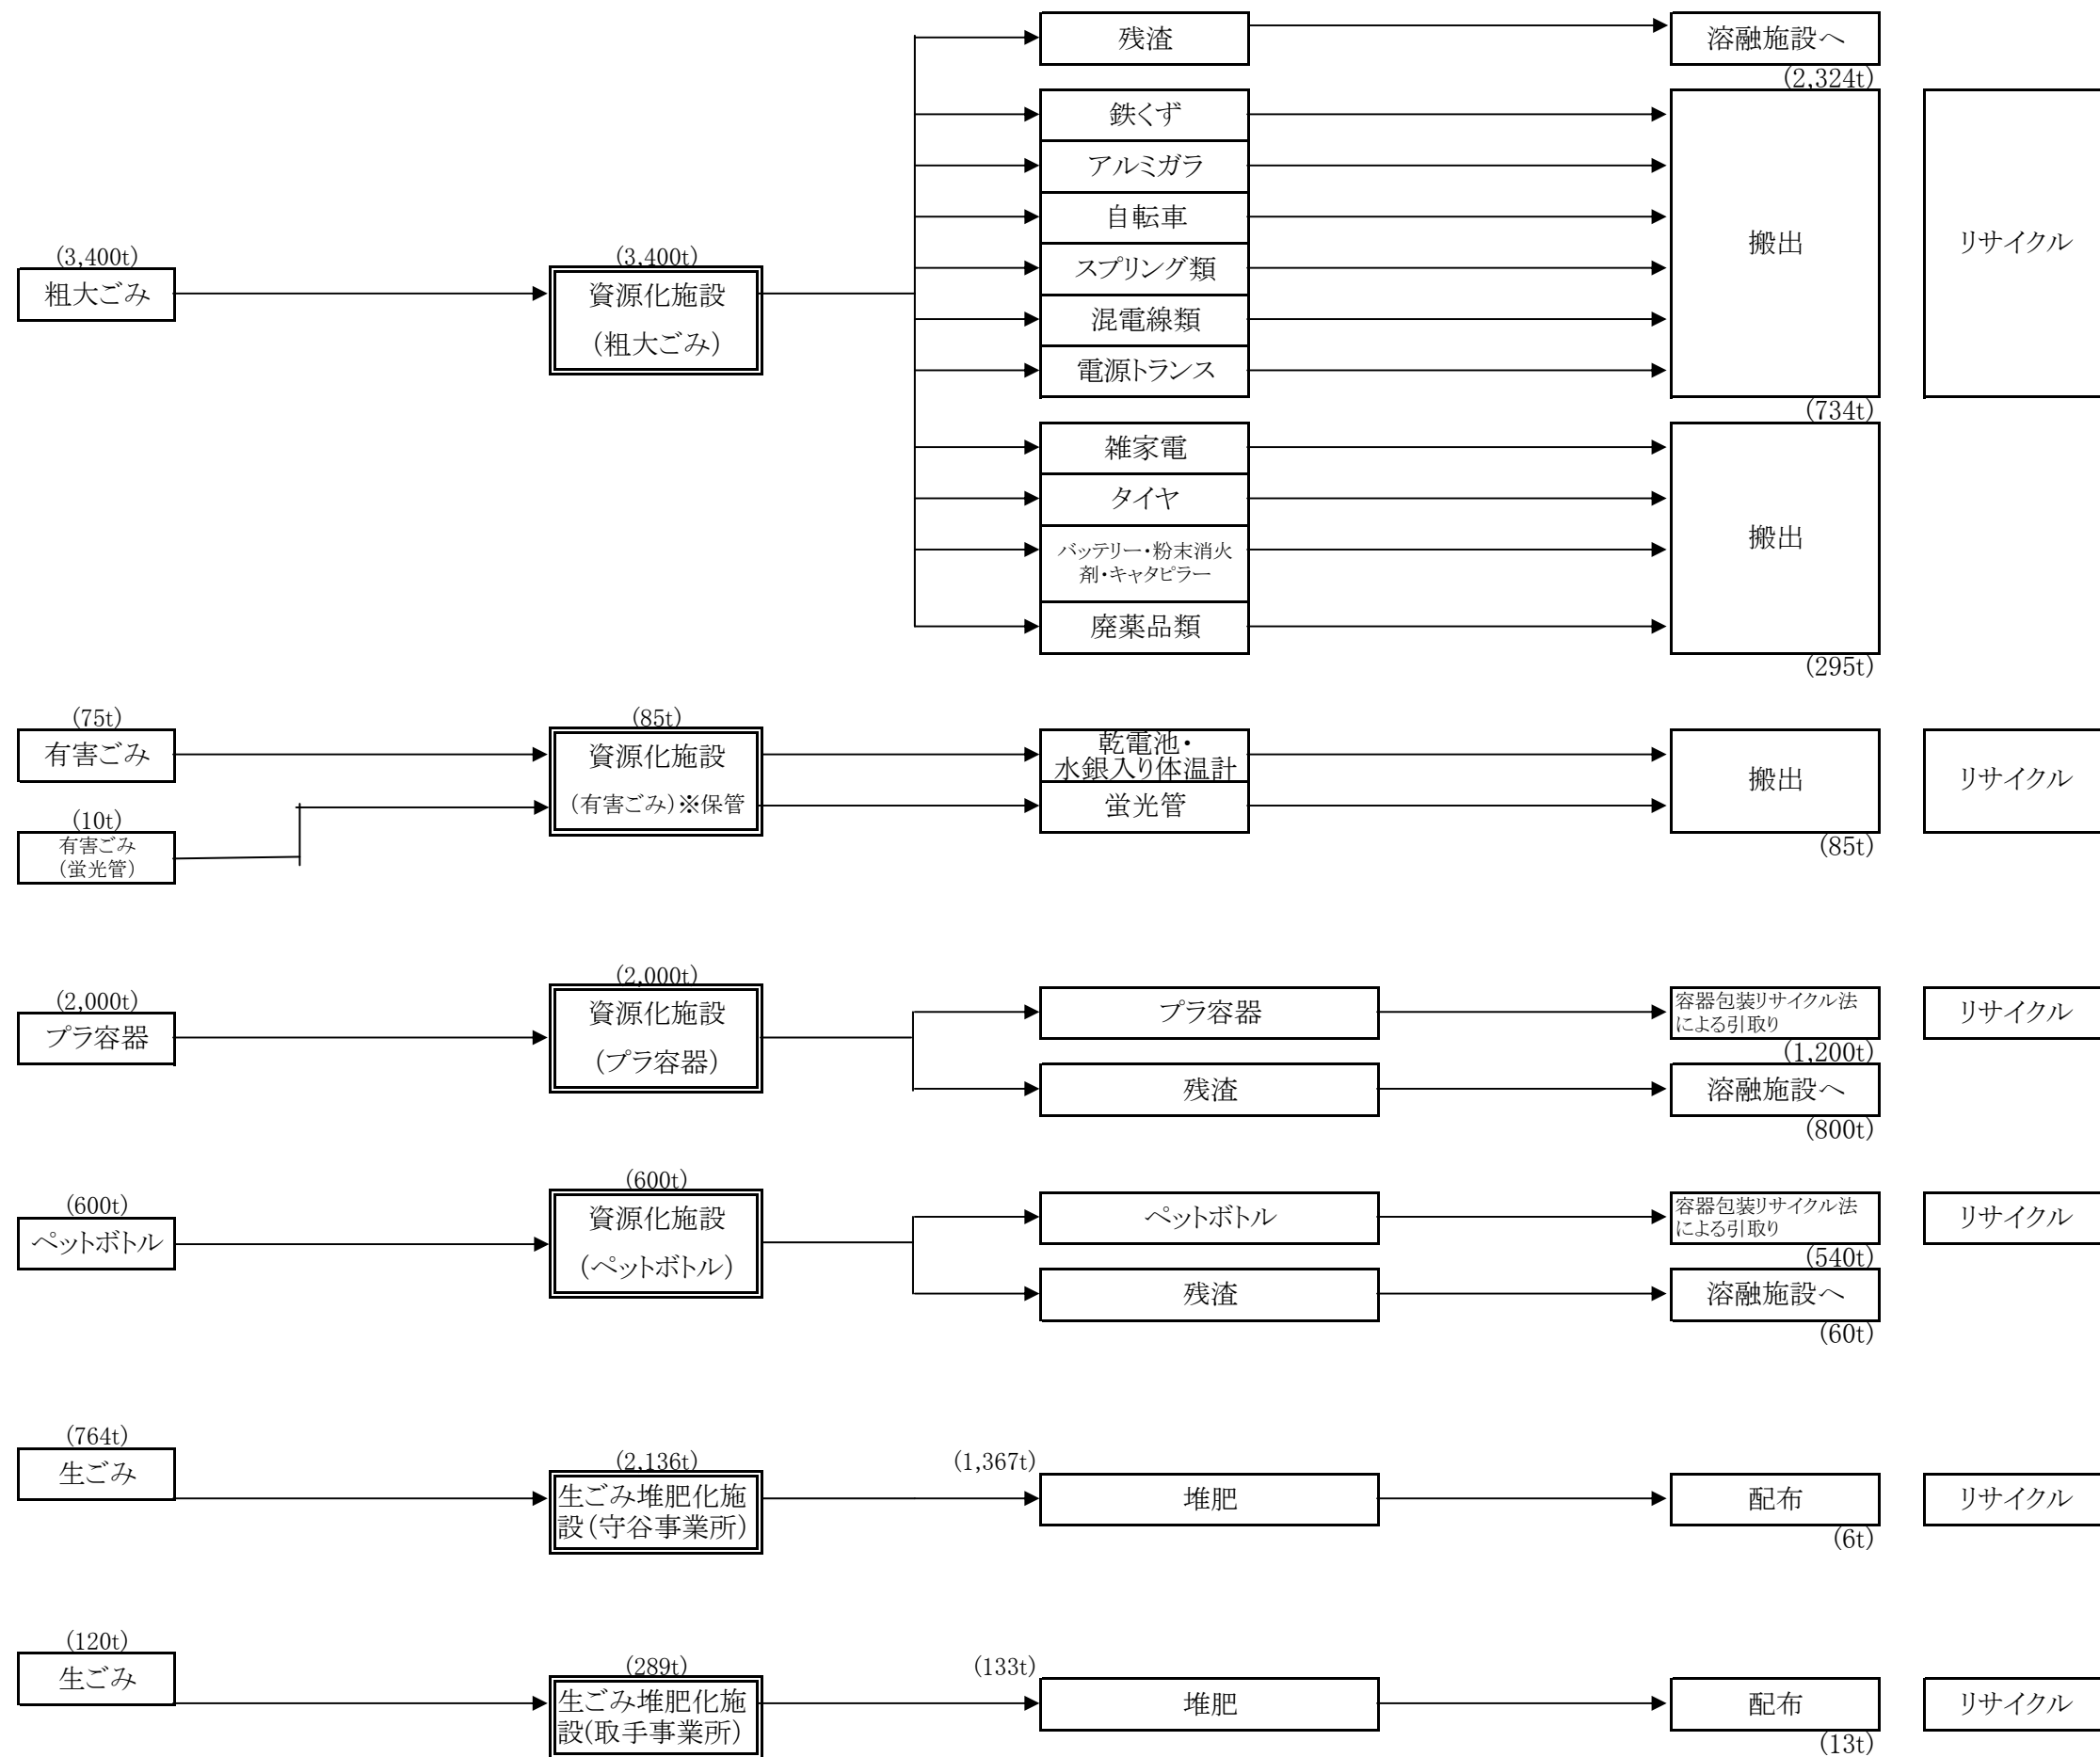 残渣
溶融施設へ
(2,324t)
鉄くず
アルミガラ
自転車
スプリング類
混電線類
電源トランス
搬出
リサイクル
(734t)
(3,400t)
粗大ごみ
(3,400t)
資源化施設
(粗大ごみ)
雑家電
タイヤ
バッテリー・粉末消火
剤・キャタピラー
廃薬品類
搬出
(295t)
(75t)
有害ごみ
(10t)
有害ごみ
(蛍光管)
(85t)
資源化施設
(有害ごみ)※保管
乾電池・
水銀入り体温計
蛍光管
搬出
(85t)
リサイクル
(2,000t)
プラ容器
(2,000t)
資源化施設
(プラ容器)
プラ容器
容器包装リサイクル法
による引取り
(1,200t)
リサイクル
残渣
溶融施設へ
(800t)
(600t)
ペットボトル
(600t)
資源化施設
(ペットボトル)
ペットボトル
容器包装リサイクル法
による引取り
(540t)
リサイクル
残渣
溶融施設へ
(60t)
(764t)
生ごみ
(2,136t)
生ごみ堆肥化施
設(守谷事業所)
(1,367t)
堆肥
配布
(6t)
リサイクル
(120t)
生ごみ
(289t)
生ごみ堆肥化施
設(取手事業所)
(133t)
堆肥
配布
(13t)
リサイクル